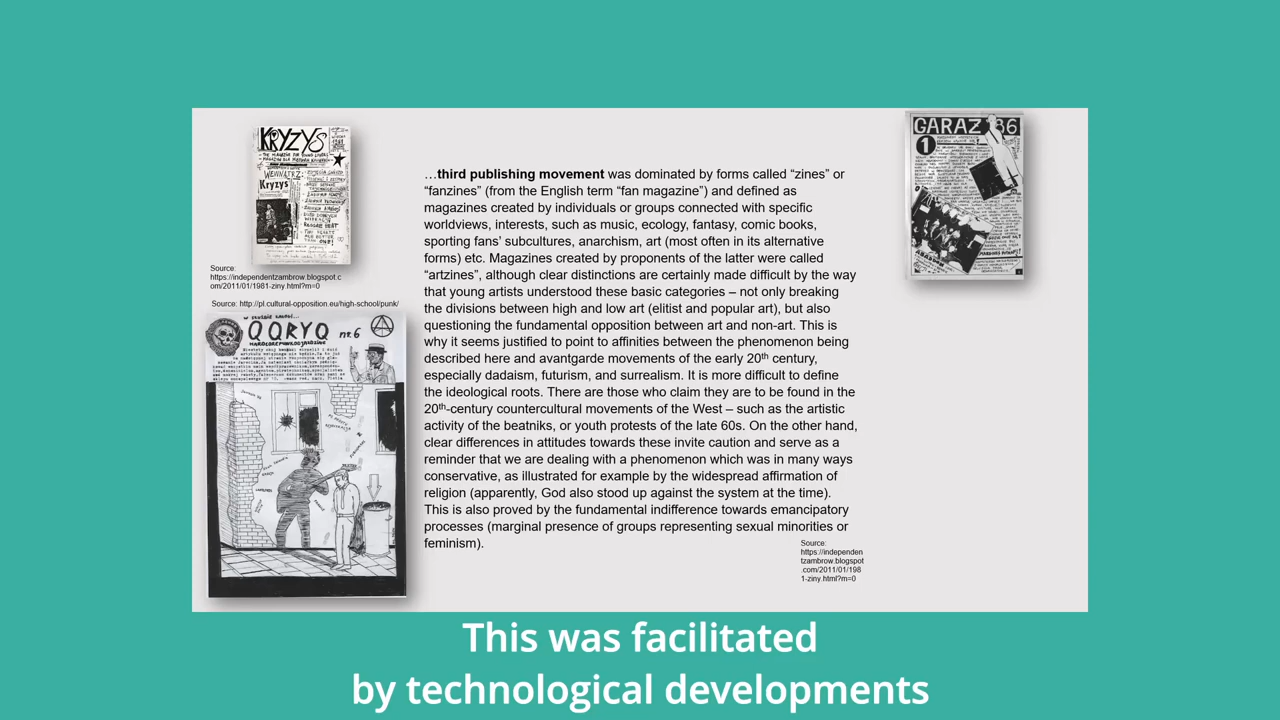 KRYZYS
Kryzys
Source:
https://independentzambrow.blogspot.c
om/2011/01/1981-ziny.html?m=0
Source: http://pl.cultural-opposition.eu/high-school/punk/
QQRYQ nr.6
…third publishing movement was dominated by forms called “zines” or
“fanzines” (from the English term “fan magazine”) and defined as
magazines created by individuals or groups connected with specific
worldviews, interests, such as music, ecology, fantasy, comic books,
sporting fans’ subcultures, anarchism, art (most often in its alternative
forms) etc. Magazines created by proponents of the latter were called
“artzines”, although clear distinctions are certainly made difficult by the way
that young artists understood these basic categories – not only breaking
the divisions between high and low art (elitist and popular art), but also
questioning the fundamental opposition between art and non-art. This is
why it seems justified to point to affinities between the phenomenon being
described here and avantgarde movements of the early 20th century,
especially dadaism, futurism, and surrealism. It is more difficult to define
the ideological roots. There are those who claim they are to be found in the
20th-century countercultural movements of the West – such as the artistic
activity of the beatniks, or youth protests of the late 60s. On the other hand,
clear differences in attitudes towards these invite caution and serve as a
reminder that we are dealing with a phenomenon which was in many ways
conservative, as illustrated for example by the widespread affirmation of
religion (apparently, God also stood up against the system at the time).
This is also proved by the fundamental indifference towards emancipatory
processes (marginal presence of groups representing sexual minorities or
feminism).
GARAZ 86
1
Source:
https://indepen­den
tzambrow.blogspot
.com/2011/01/198
1-ziny.html?m=0
This was facilitated
by technological developments